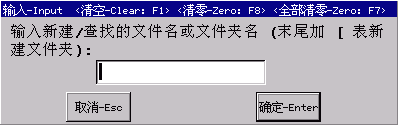 输入-Input <清空-Clear: F1> <清零-Zero: F8> <全部清零-Zero: F7>
输入新建/查找的文件名或文件夹名 (末尾加 [ 表新
建文件夹):
取消-Esc 确定-Enter